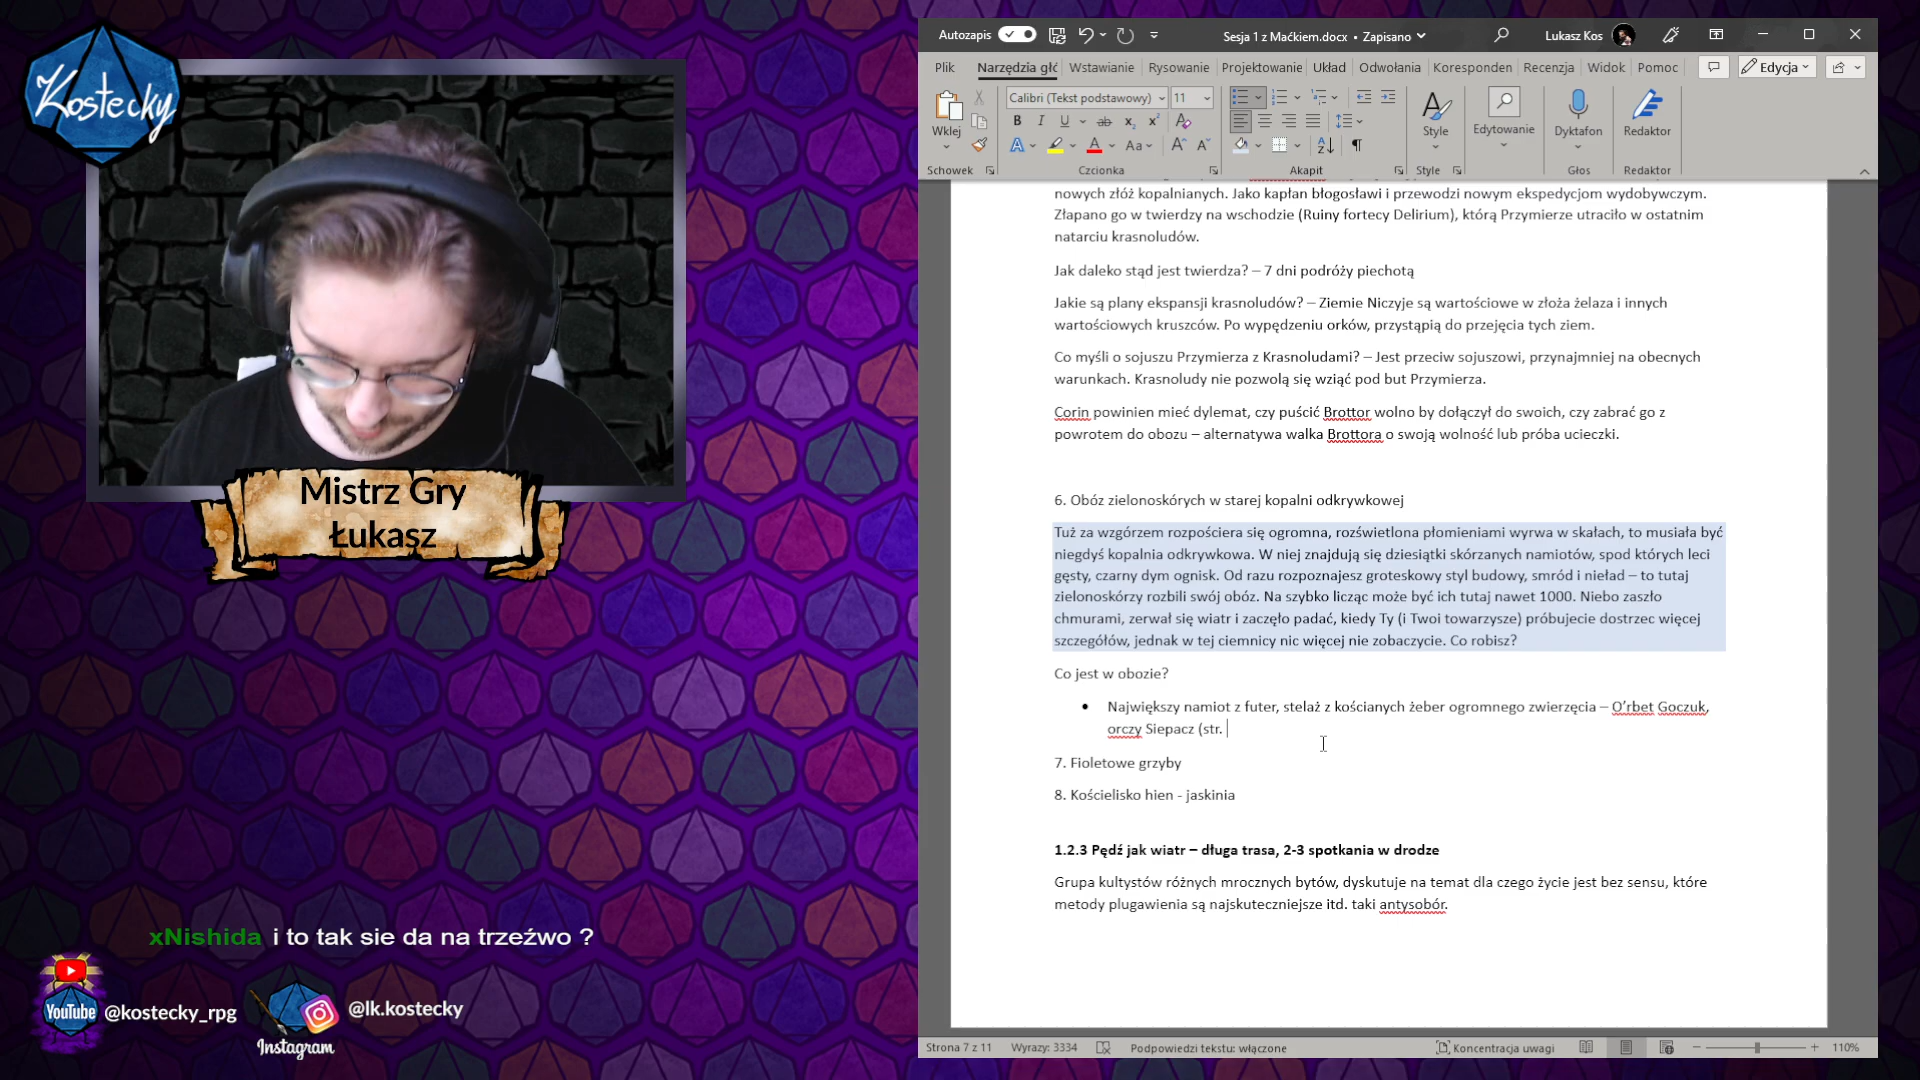 Kostecky
Mistrz Gry
Łukasz
xNishida i to tak sie da na trzeźwo ?
YouTube @kostecky_rpg
Instagram @lk.kostecky
Autozapis
Sesja 1 z Maćkiem.docx • Zapisano
Lukasz Kos
Plik Narzędzia głć Wstawianie Rysowanie Projektowanie Układ Odwołania Koresponden Recenzja Widok Pomoc Edycja
Calibri (Tekst podstawowy) 11
Wklej
Style
Edytowanie
Dyktafon
Redaktor
Schowek Czcionka Akapit Style Głos Redaktor
nowych złóż kopalnianych. Jako kapłan błogosławi i przewodzi nowym ekspedycjom wydobywczym.
Złapano go w twierdzy na wschodzie (Ruiny fortecy Delirium), którą Przymierze utraciło w ostatnim
natarciu krasnoludów.
Jak daleko stąd jest twierdza? – 7 dni podróży piechotą
Jakie są plany ekspansji krasnoludów? – Ziemie Niczyje są wartościowe w złoża żelaza i innych
wartościowych kruszców. Po wypędzeniu orków, przystąpią do przejęcia tych ziem.
Co myśli o sojuszu Przymierza z Krasnoludami? – Jest przeciw sojuszowi, przynajmniej na obecnych
warunkach. Krasnoludy nie pozwolą się wziąć pod but Przymierza.
Corin powinien mieć dylemat, czy puścić Brottor wolno by dołączył do swoich, czy zabrać go z
powrotem do obozu – alternatywa walka Brottora o swoją wolność lub próba ucieczki.
6. Obóz zielonoskórych w starej kopalni odkrywkowej
Tuż za wzgórzem rozpościera się ogromna, rozświetlona płomieniami wyrwa w skałach, to musiała być
niegdyś kopalnia odkrywkowa. W niej znajdują się dziesiątki skórzanych namiotów, spod których leci
gęsty, czarny dym ognisk. Od razu rozpoznajesz groteskowy styl budowy, smród i nieład – to tutaj
zielonoskórzy rozbili swój obóz. Na szybko licząc może być ich tutaj nawet 1000. Niebo zaszło
chmurami, zerwał się wiatr i zaczęło padać, kiedy Ty (i Twoi towarzysze) próbujecie dostrzec więcej
szczegółów, jednak w tej ciemnicy nic więcej nie zobaczycie. Co robisz?
Co jest w obozie?
• Największy namiot z futer, stelaż z kościanych żeber ogromnego zwierzęcia – O’rbet Goczuk,
orczy Siepacz (str.
7. Fioletowe grzyby
8. Kościelisko hien - jaskinia
1.2.3 Pędź jak wiatr – długa trasa, 2-3 spotkania w drodze
Grupa kultystów różnych mrocznych bytów, dyskutuje na temat dla czego życie jest bez sensu, które
metody plugawienia są najskuteczniejsze itd. taki antysobór.
Strona 7 z 11 Wyrazy: 3334 Podpowiedzi tekstu: włączone Koncentracja uwagi 110%